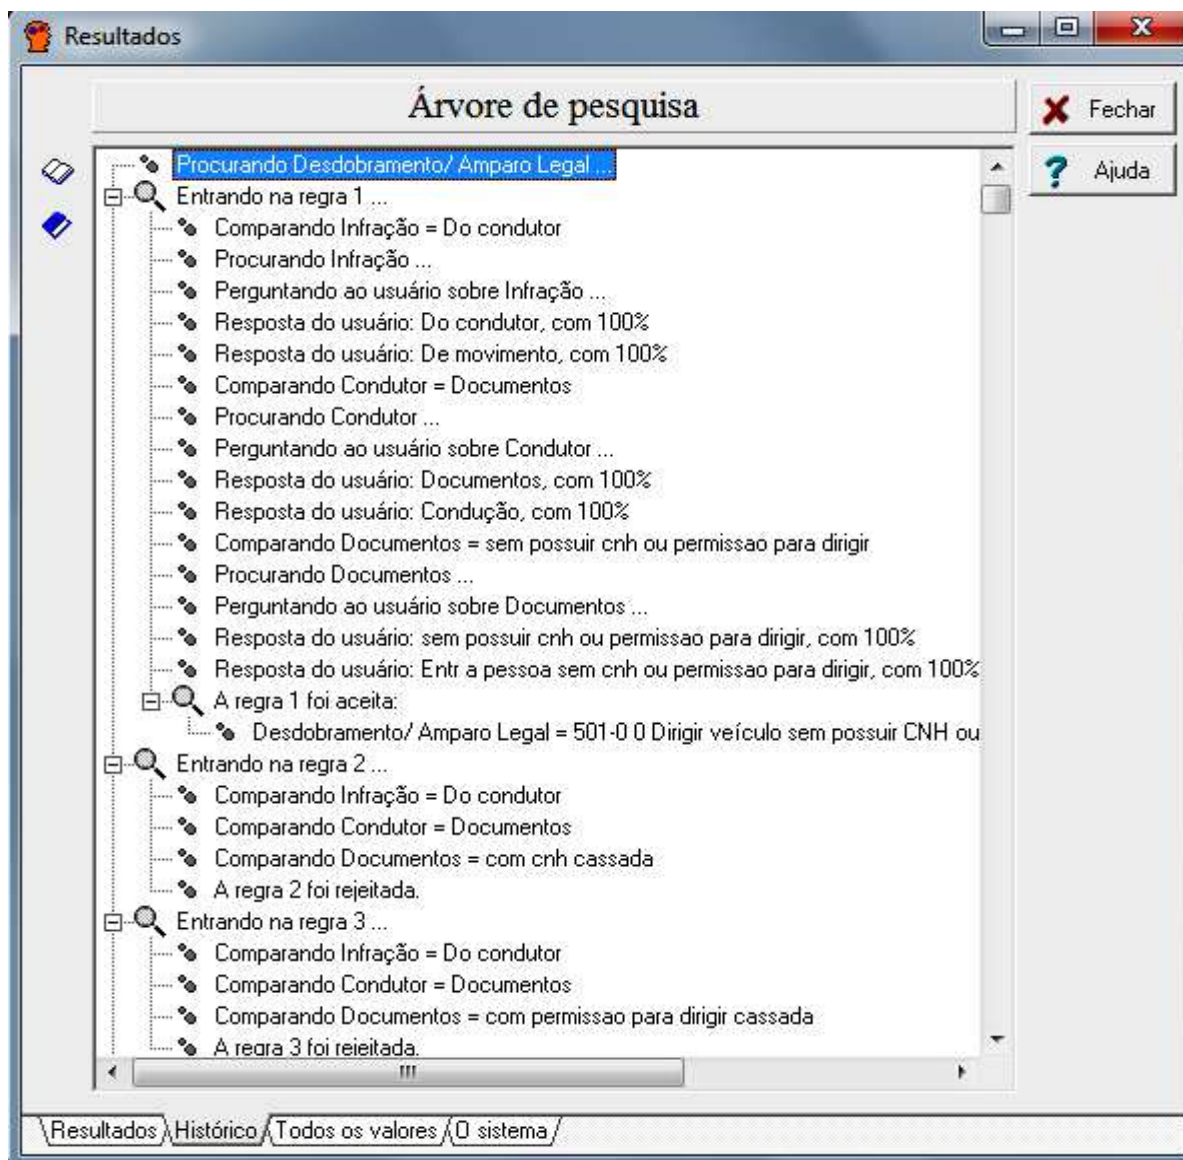 Resultados
Árvore de pesquisa
Fechar
Ajuda
Procurando Desdobramento/ Amparo Legal ...
Entrando na regra 1 ...
Comparando Infração = Do condutor
Procurando Infração ...
Perguntando ao usuário sobre Infração ...
Resposta do usuário: Do condutor, com 100%
Resposta do usuário: De movimento, com 100%
Comparando Condutor = Documentos
Procurando Condutor ...
Perguntando ao usuário sobre Condutor ...
Resposta do usuário: Documentos, com 100%
Resposta do usuário: Condução, com 100%
Comparando Documentos = sem possuir cnh ou permissao para dirigir
Procurando Documentos ...
Perguntando ao usuário sobre Documentos ...
Resposta do usuário: sem possuir cnh ou permissao para dirigir, com 100%
Resposta do usuário: Entr a pessoa sem cnh ou permissao para dirigir, com 100%
A regra 1 foi aceita:
Desdobramento/ Amparo Legal = 501-0 0 Dirigir veículo sem possuir CNH ou
Entrando na regra 2 ...
Comparando Infração = Do condutor
Comparando Condutor = Documentos
Comparando Documentos = com cnh cassada
A regra 2 foi rejeitada.
Entrando na regra 3 ...
Comparando Infração = Do condutor
Comparando Condutor = Documentos
Comparando Documentos = com permissao para dirigir cassada
A regra 3 foi rejeitada.
Resultados Histórico Todos os valores O sistema